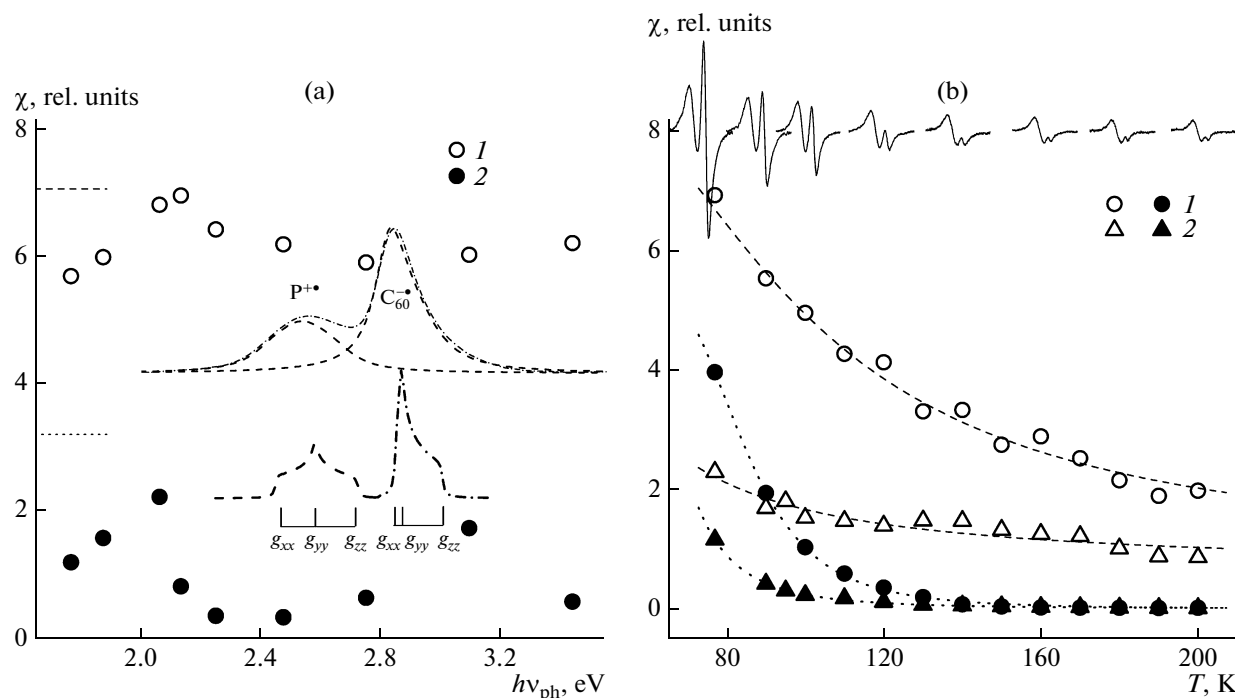 (a)
χ, rel. units
8
6
4
2
0
1
2
P⁺•
C₆₀⁻•
g_xx g_yy g_zz g_xx g_yy g_zz
2.0 2.4 2.8 3.2
hν_ph, eV
χ, rel. units
(b)
8
6
4
2
0
1
2
80 120 160 200
T, K